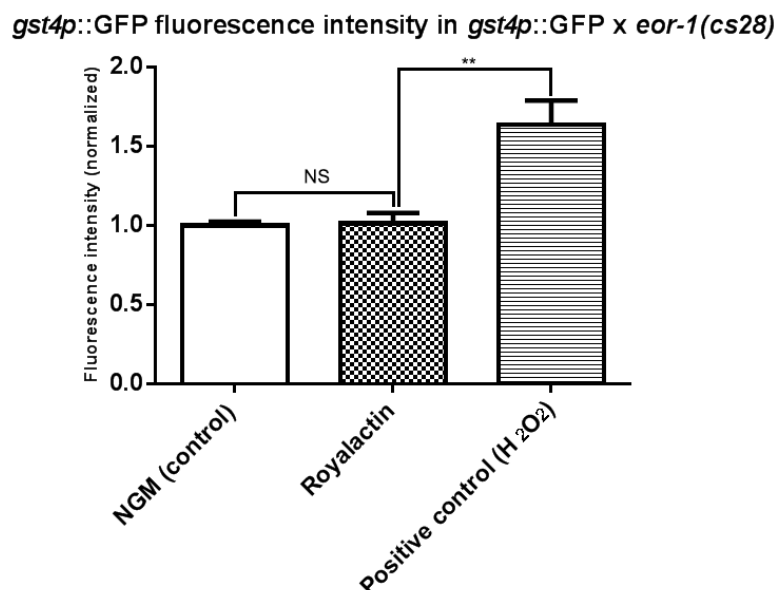 gst4p::GFP fluorescence intensity in gst4p::GFP x eor-1(cs28)
Fluorescence intensity (normalized)
2.0
1.5
1.0
0.5
0.0
NS
**
NGM (control)
Royalactin
Positive control (H2O2)